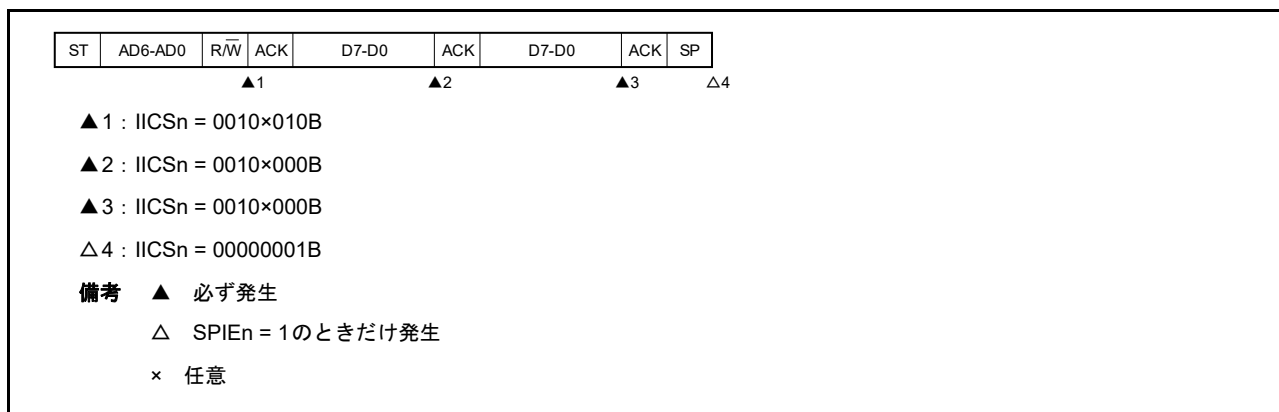 ST AD6-AD0 R/W̅ ACK D7-D0 ACK D7-D0 ACK SP
▲1 ▲2 ▲3 △4
▲1：IICSn = 0010×010B
▲2：IICSn = 0010×000B
▲3：IICSn = 0010×000B
△4：IICSn = 00000001B
備考 ▲ 必ず発生
△ SPIEn = 1のときだけ発生
× 任意